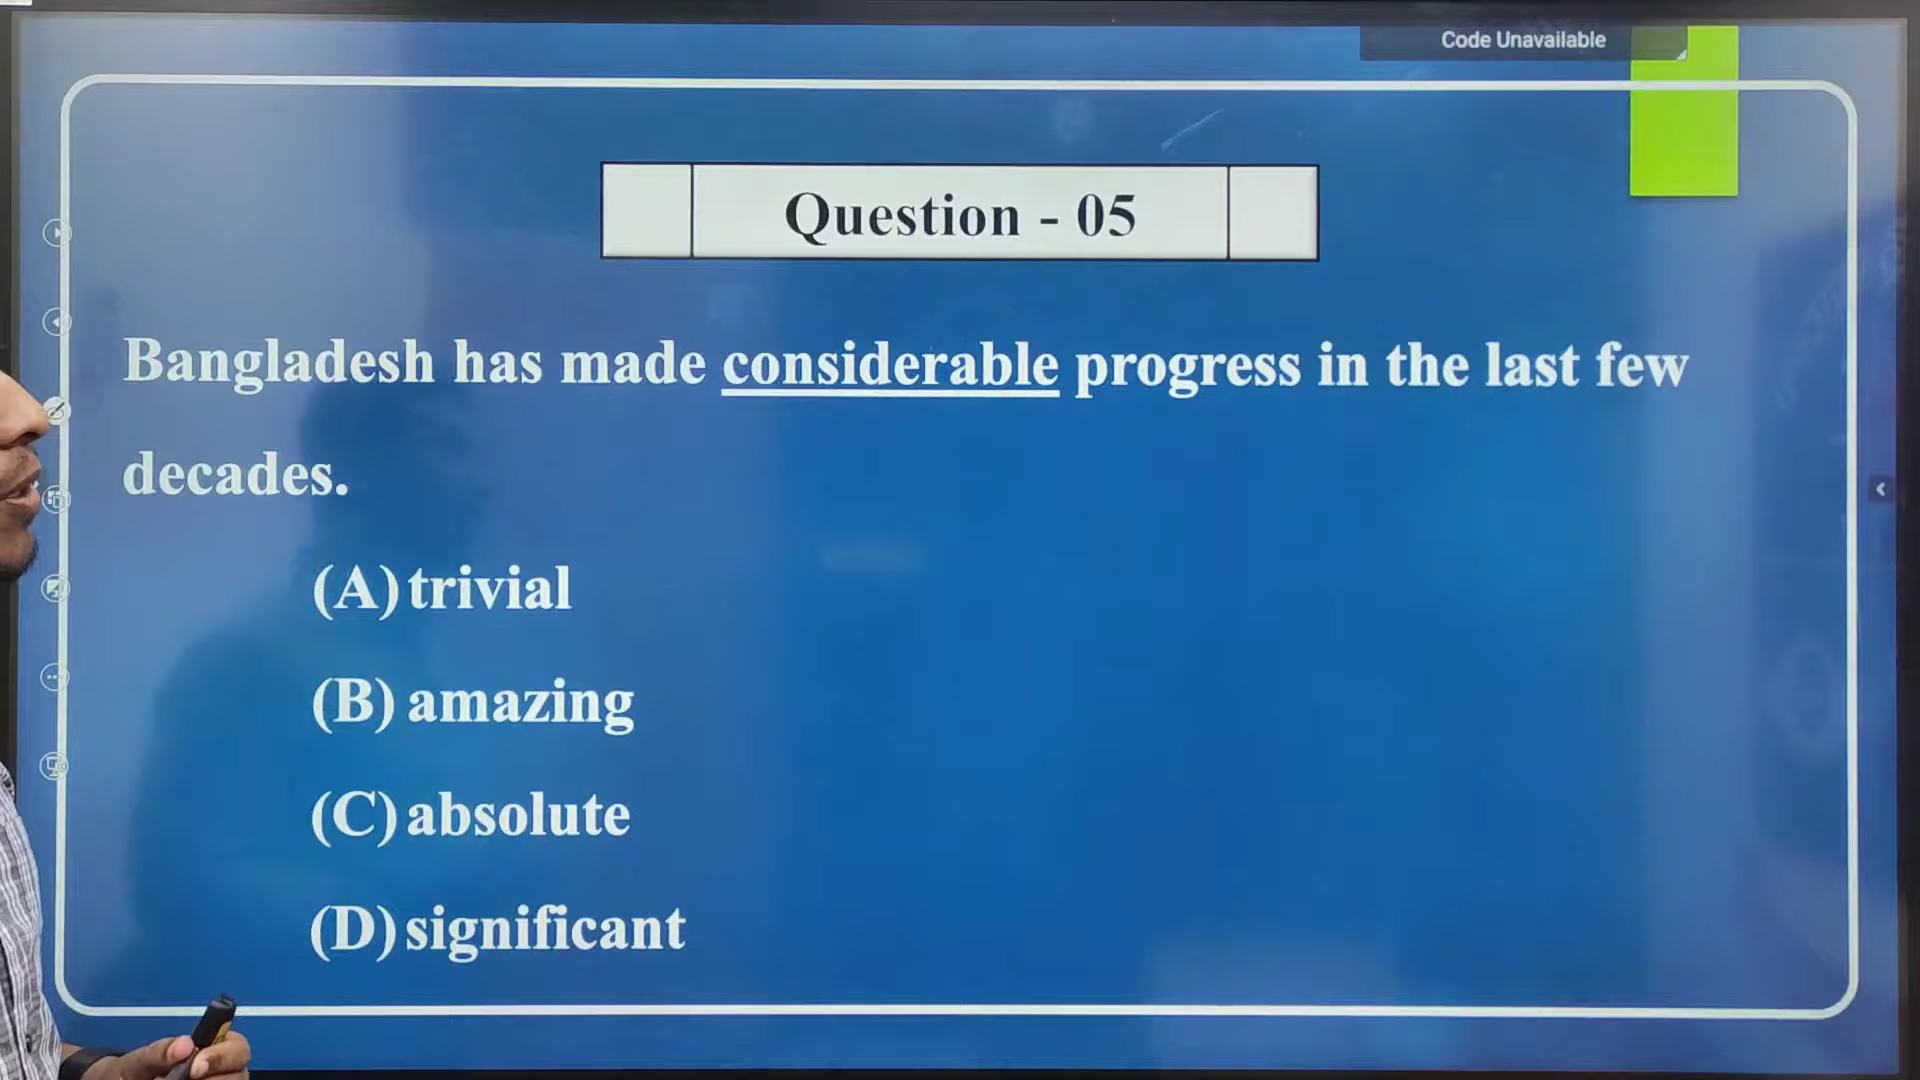 Code Unavailable
Question - 05
Bangladesh has made considerable progress in the last few
decades.
(A) trivial
(B) amazing
(C) absolute
(D) significant